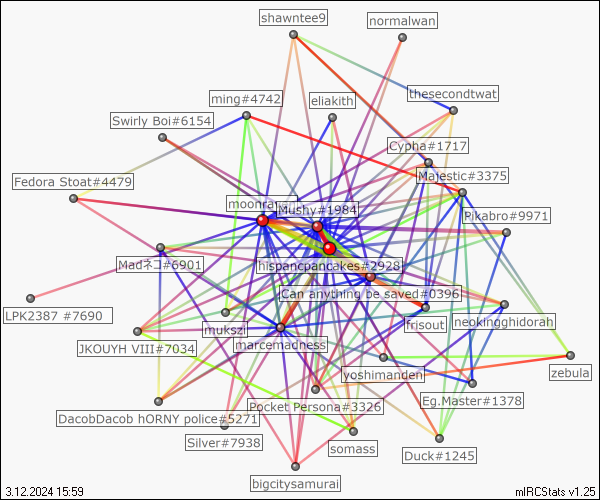 shawntee9
normalwan
thesecondtwat
ming#4742
eliakith
Swirly Boi#6154
Cypha#1717
Majestic#3375
Fedora Stoat#4479
Mushy#1984
Pikabro#9971
Madネコ#6901
hispancpancakes#2928
Can anything be saved#0396
LPK2387 #7690
mukszi
frjsout
neokingghidorah
marcemadness
JKOUYH VIII#7034
yoshimanden
zebula
Pocket Persona#3326
Eg.Master#1378
DacobDacob hORNY police#5271
Silver#7938
somass
Duck#1245
bigcitysamurai
3.12.2024 15:59
mIRCStats v1.25